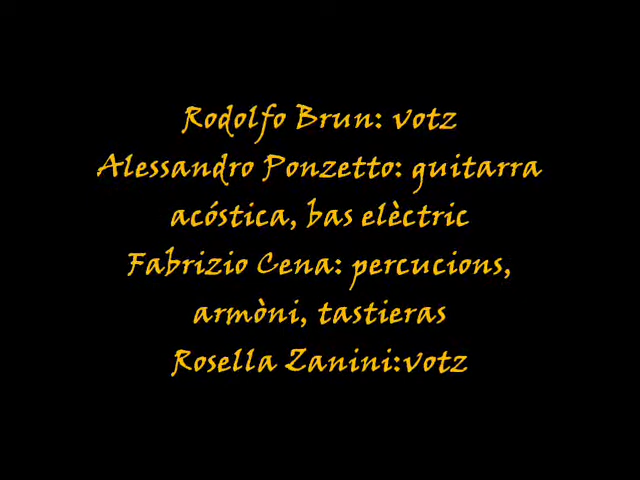 Rodolfo Brun: votz
Alessandro Ponzetto: guitarra
acóstica, bas elèctric
Fabrizio Cena: percucions,
armòni, tastieras
Rosella Zanini:votz